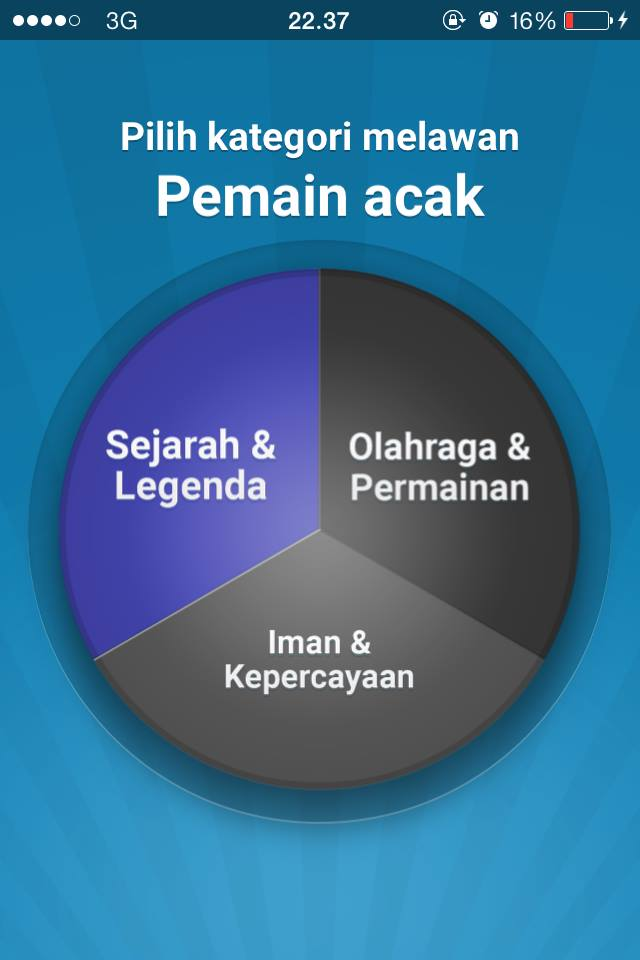 3G 22.37 16%
Pilih kategori melawan
Pemain acak
Sejarah &
Legenda
Olahraga &
Permainan
Iman &
Kepercayaan